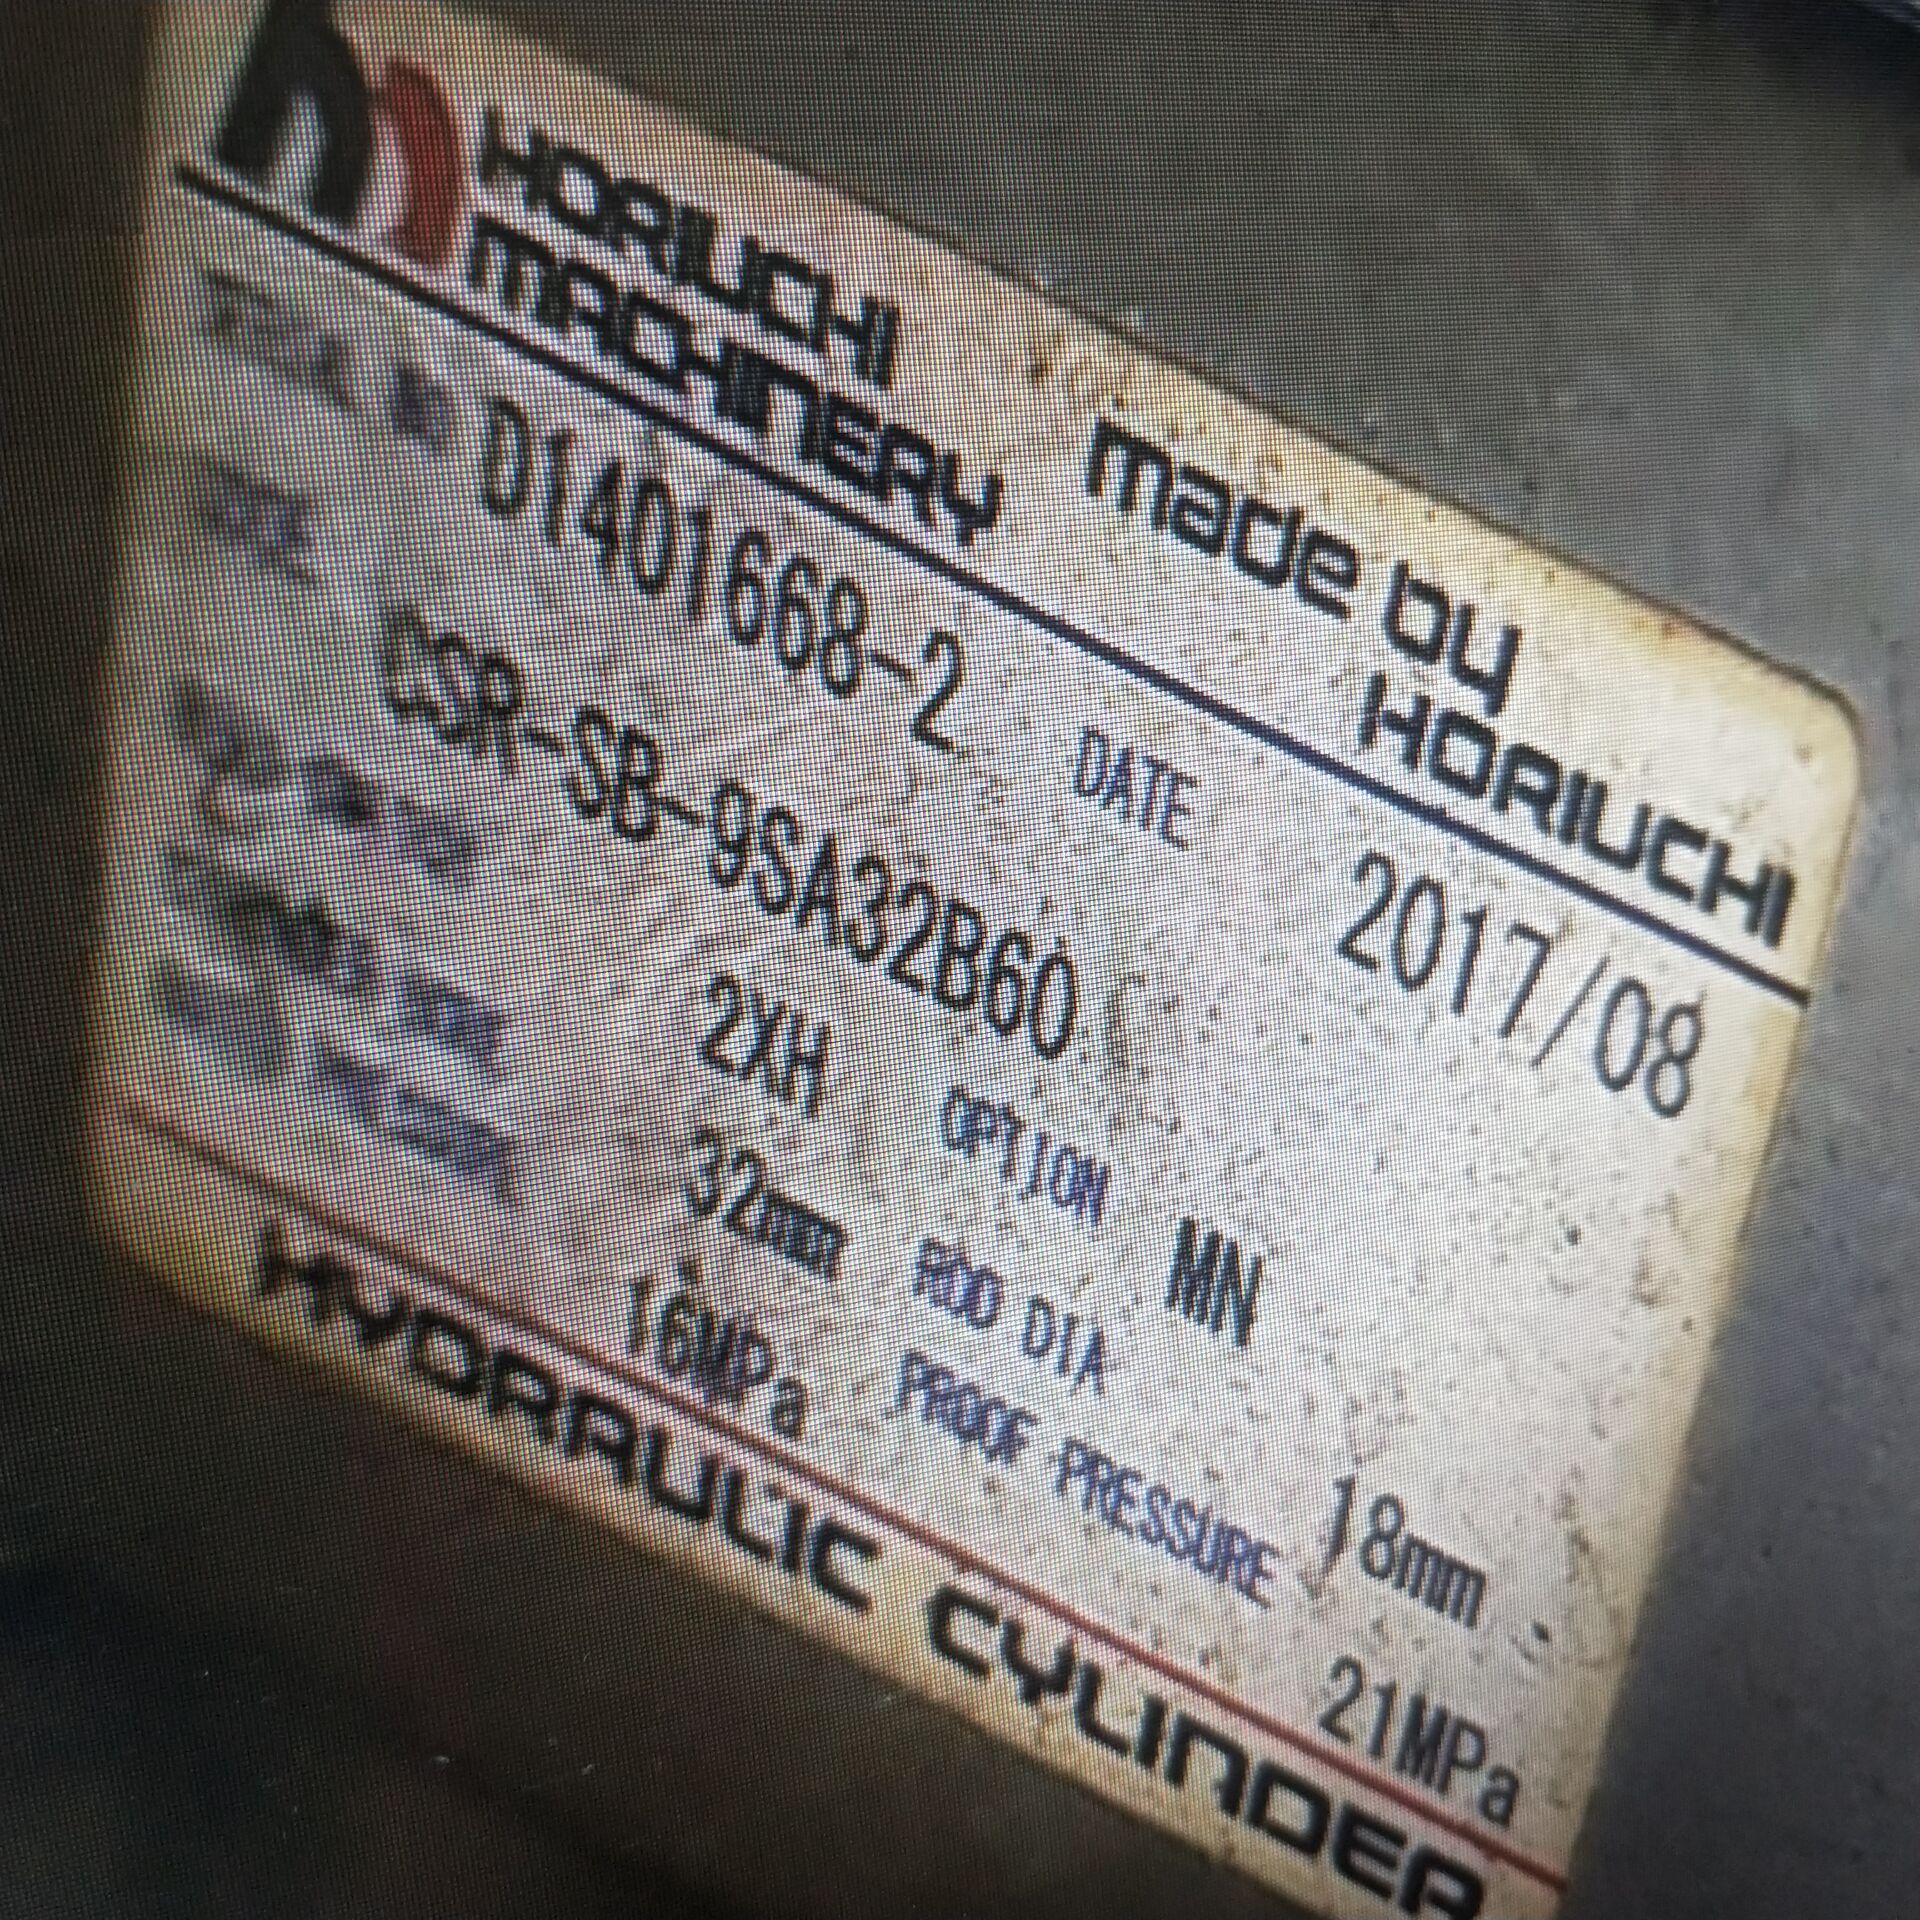 HORIUCHI
MACHINERY
made by
HORIUCHI
D1401668-2 DATE 2017/08
CSR-SB-9SA32B60
2XH OPTION MN
32mm ROD DIA 18mm
16MPa PROOF PRESSURE 21MPa
HYDRAULIC CYLINDER